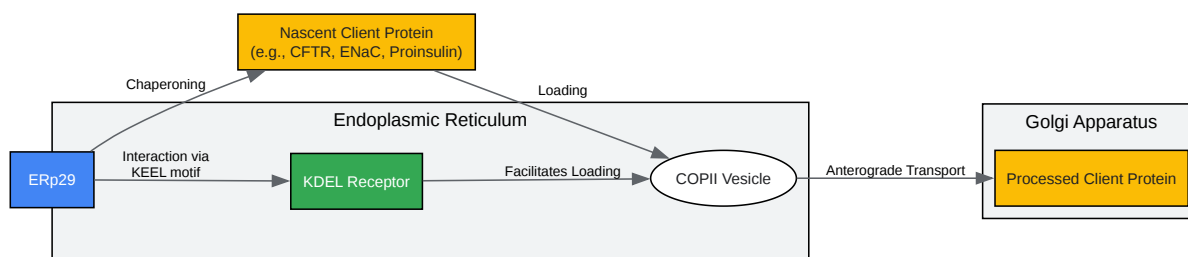 Nascent Client Protein
(e.g., CFTR, ENaC, Proinsulin)
Chaperoning
Loading
Endoplasmic Reticulum
Golgi Apparatus
ERp29
Interaction via
KEEL motif
KDEL Receptor
Facilitates Loading
COPII Vesicle
Anterograde Transport
Processed Client Protein